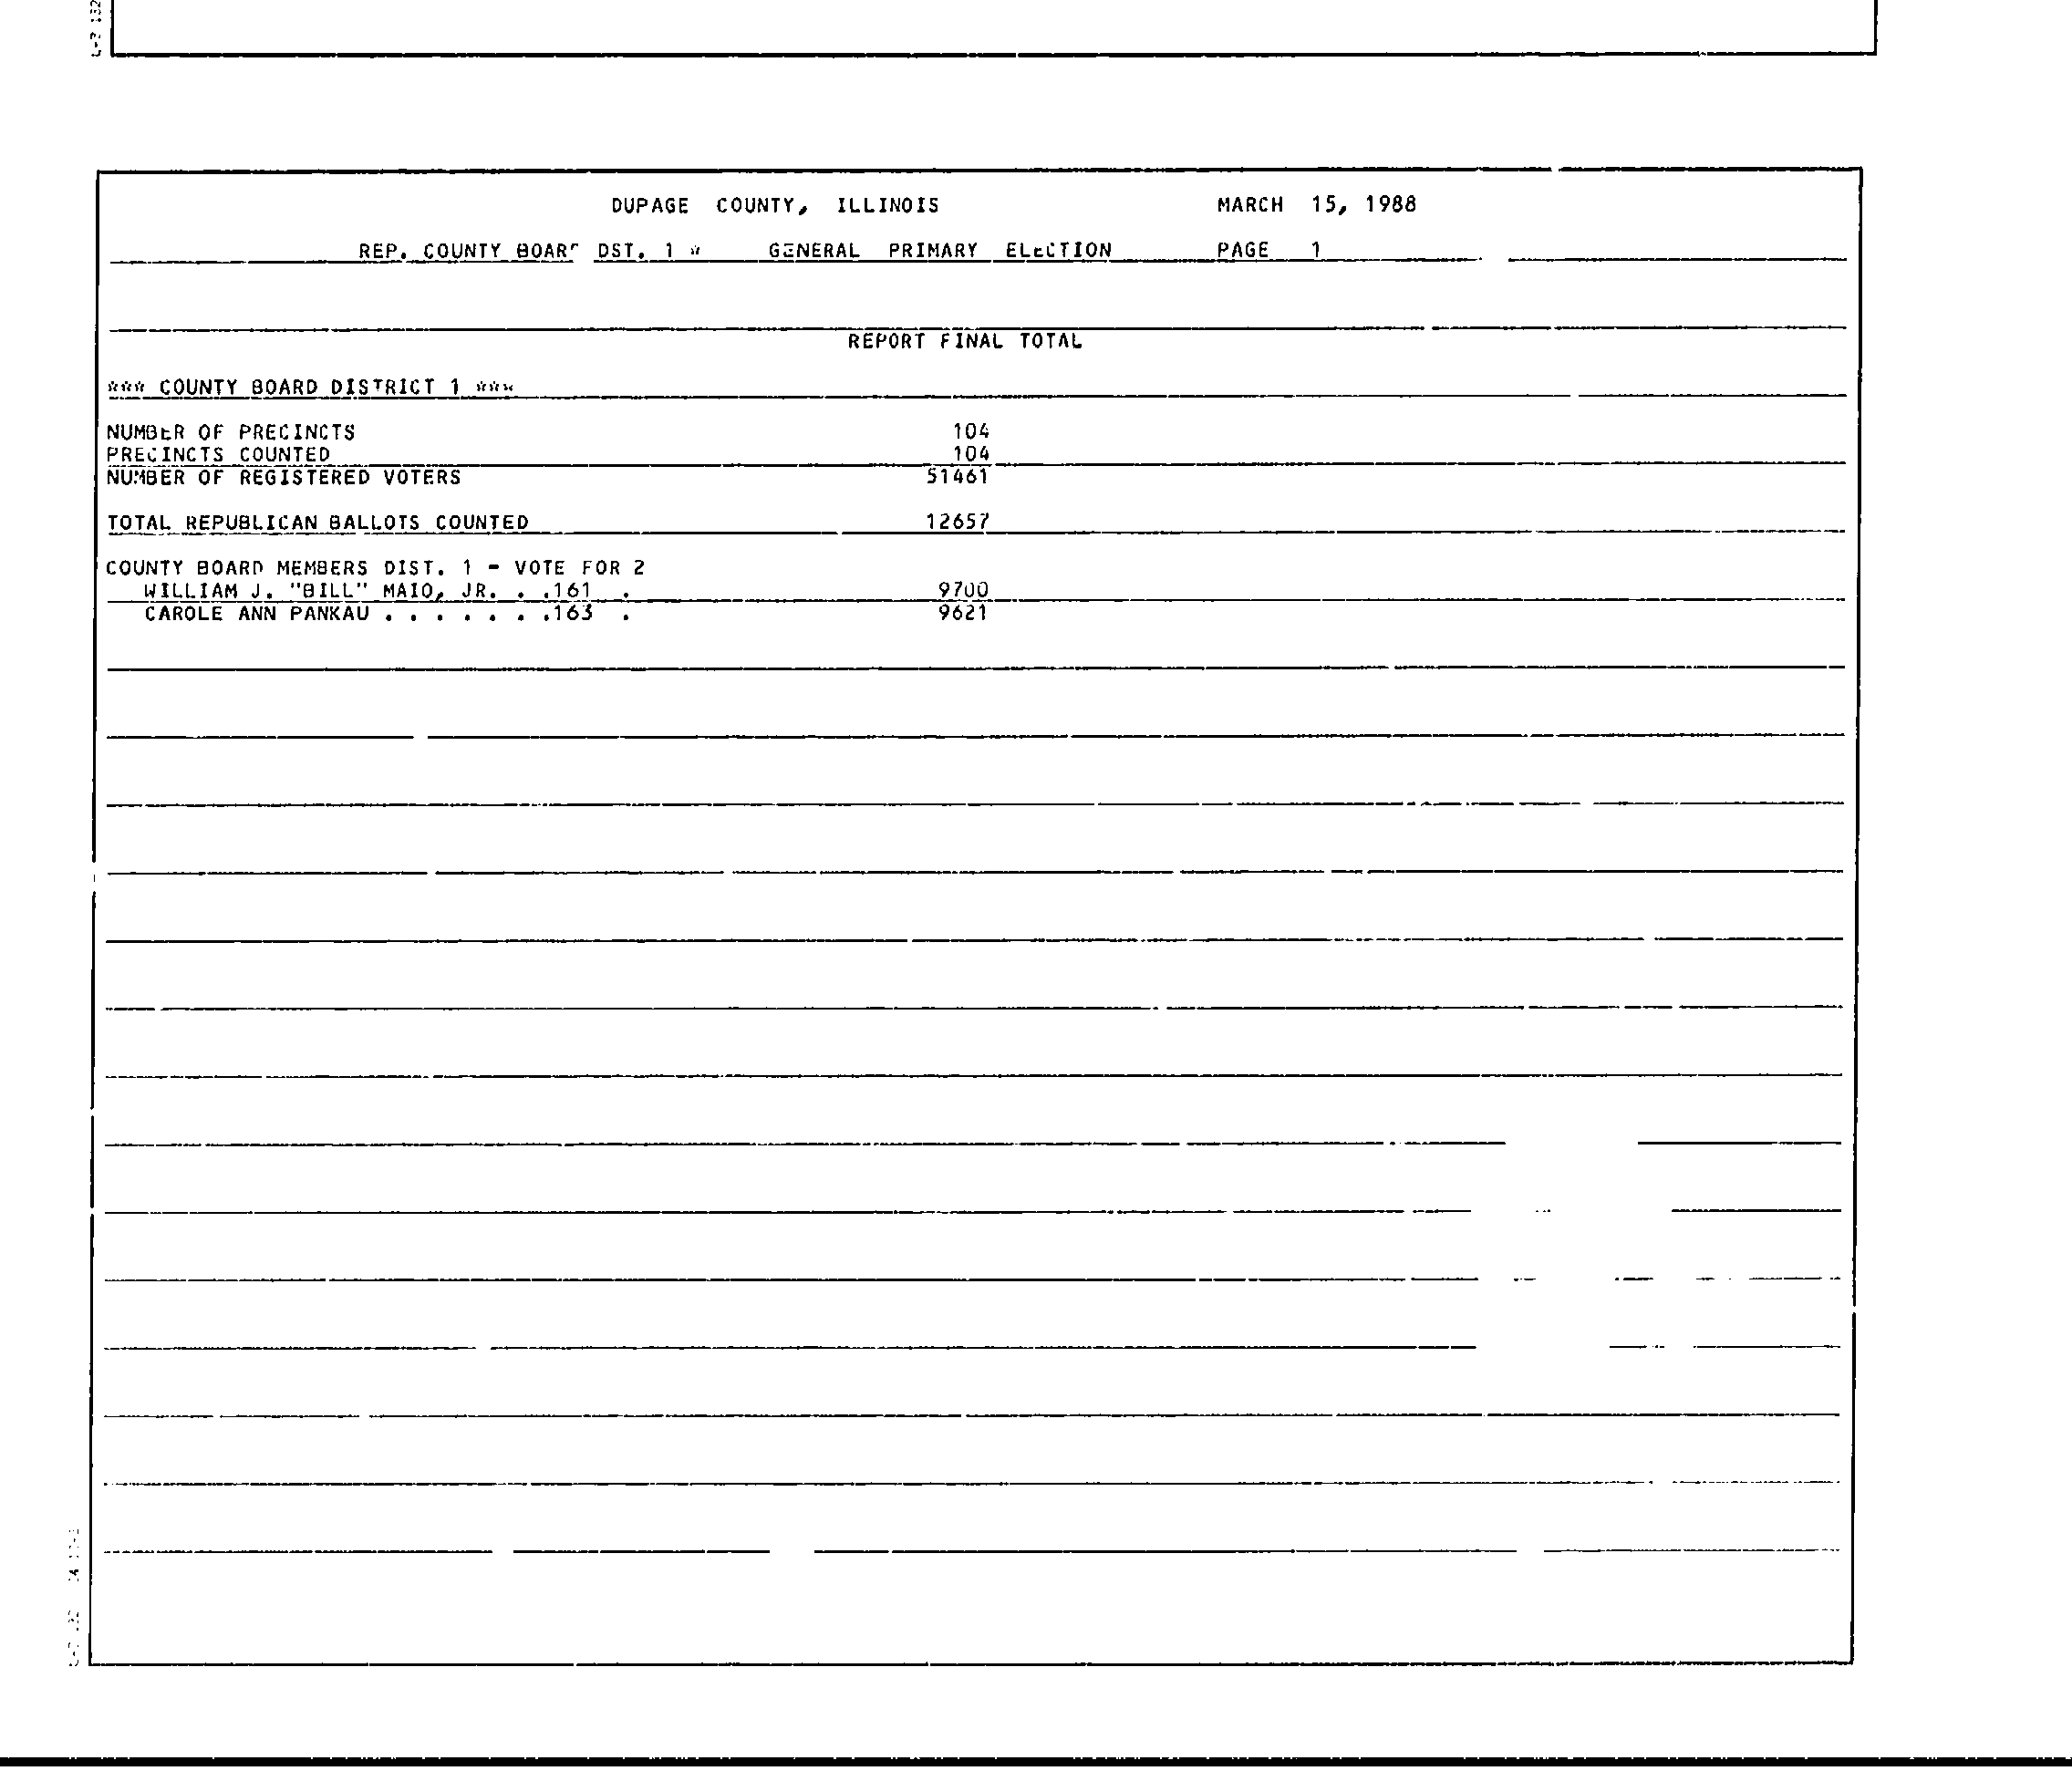 DUPAGE COUNTY, ILLINOIS MARCH 15, 1988
REP. COUNTY BOARD DST. 1 * GENERAL PRIMARY ELECTION PAGE 1
REPORT FINAL TOTAL
*** COUNTY BOARD DISTRICT 1 ***
NUMBER OF PRECINCTS 104
PRECINCTS COUNTED 104
NUMBER OF REGISTERED VOTERS 51461
TOTAL REPUBLICAN BALLOTS COUNTED 12657
COUNTY BOARD MEMBERS DIST. 1 - VOTE FOR 2
WILLIAM J. "BILL" MAIO, JR. . .161 . 9700
CAROLE ANN PANKAU . . . . . . .163 . 9621